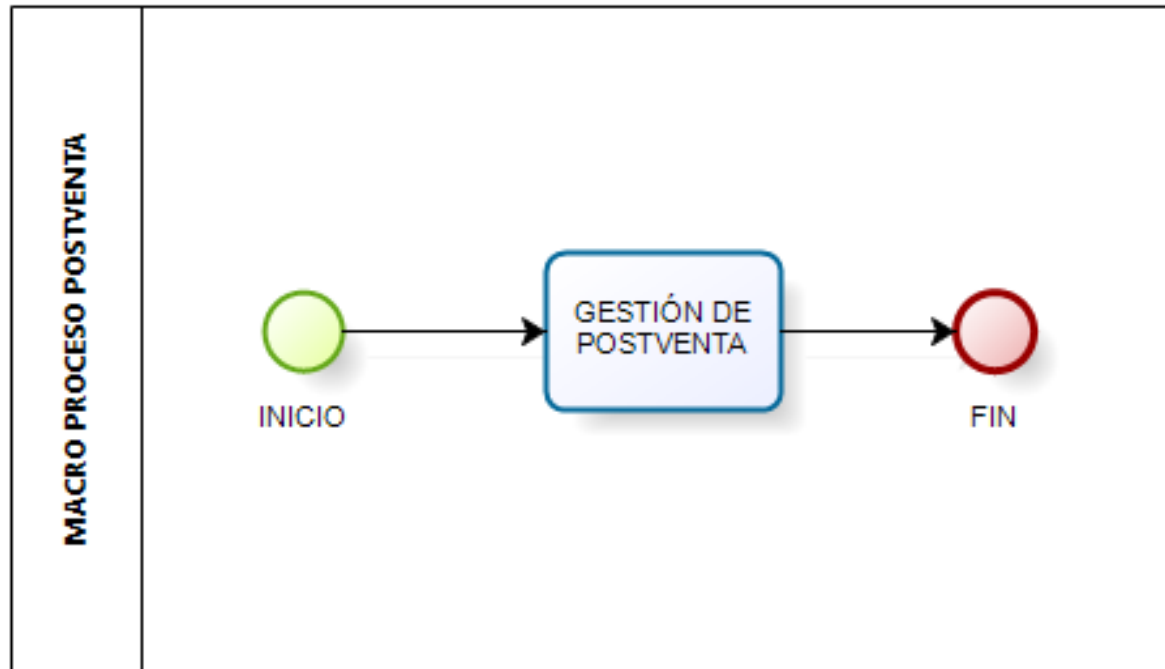 MACRO PROCESO POSTVENTA
INICIO
GESTIÓN DE
POSTVENTA
FIN